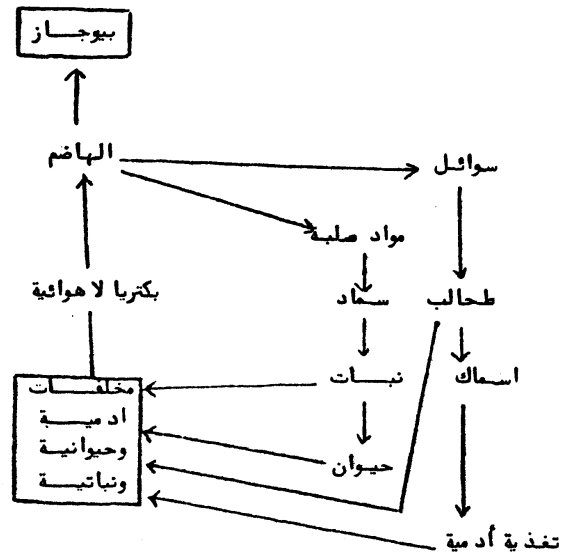 بيوجاز
الهاضم
سوائل
مواد صلبة
بكتريا لا هوائية
سماد
طحالب
مخلفات
ادمية
وحيوانية
ونباتية
نبات
اسماك
حيوان
تغذية أدمية